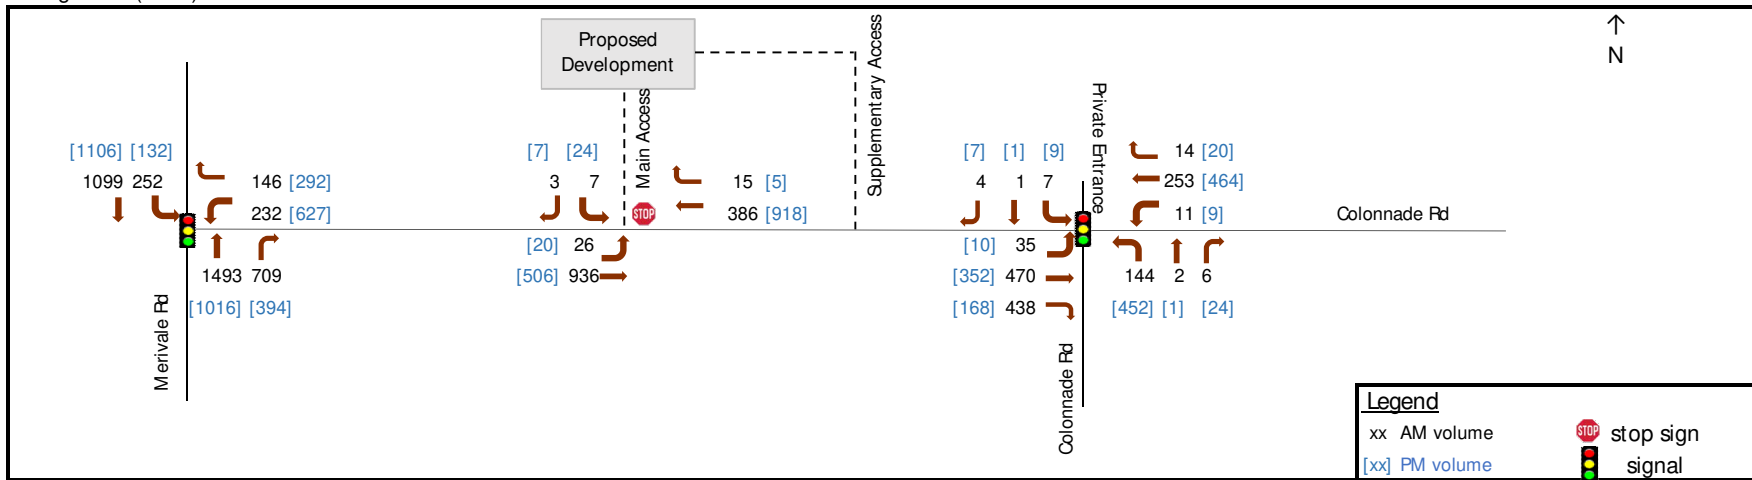 Proposed
Development
Main Access
Supplementary Access
Private Entrance
↑
N
[1106] [132]
1099 252
146 [292]
232 [627]
1493 709
[1016] [394]
Merivale Rd
[7] [24]
3 7
STOP
15 [5]
386 [918]
[20] 26
[506] 936
[7] [1] [9]
4 1 7
14 [20]
253 [464]
11 [9]
Colonnade Rd
[10] 35
[352] 470
[168] 438
144 2 6
[452] [1] [24]
Colonnade Rd
Legend
xx AM volume
STOP stop sign
[xx] PM volume
signal